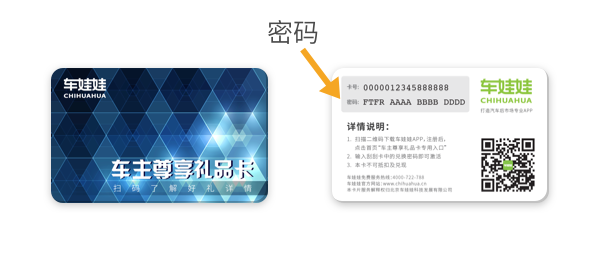 密码
车娃娃
CHIHUAHUA
车主尊享礼品卡
扫码了解好礼详情
卡号: 0000012345888888
密码: FTFR AAAA BBBB DDDD
车娃娃
CHIHUAHUA
打造汽车后市场专业APP
详情说明：
1. 扫描二维码下载车娃娃APP，注册后，
点击首页"车主尊享礼品卡专用入口"
2. 输入刮刮卡中的兑换密码即可激活
3. 本卡不可抵扣及兑现
车娃娃免费服务热线:4000-722-788
车娃娃官方网站:www.chihuahua.cn